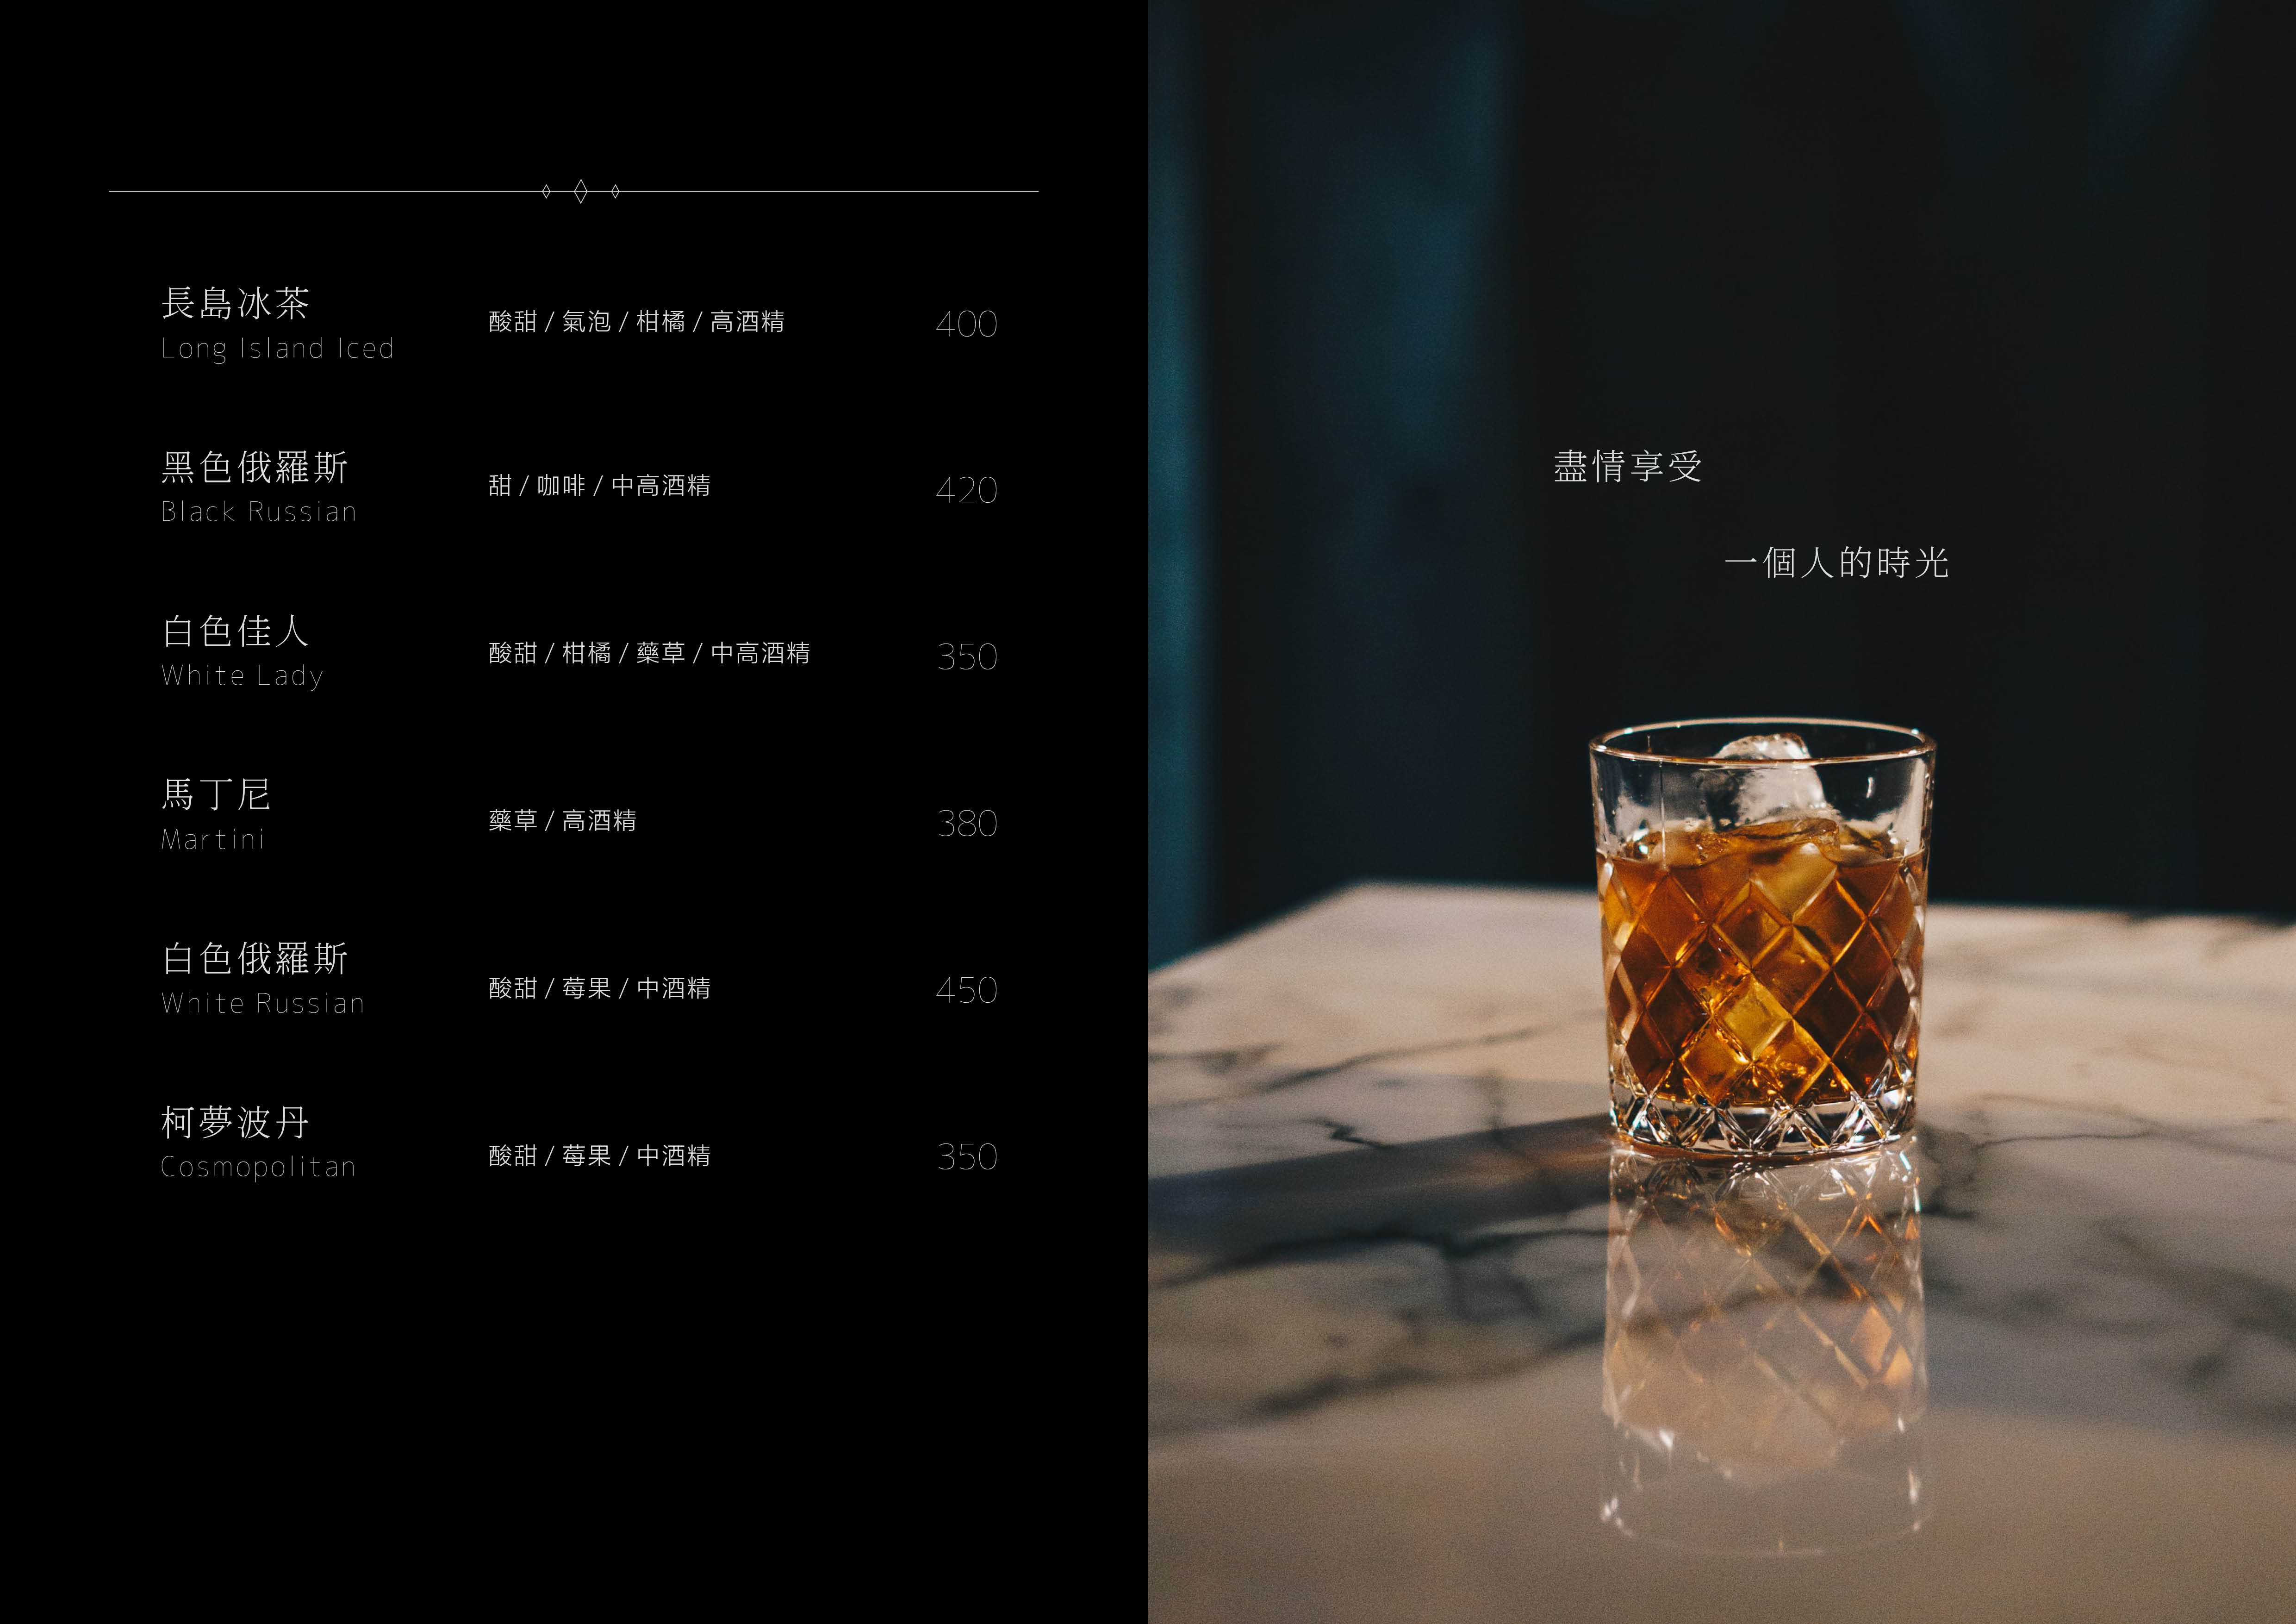 長島冰茶
Long Island Iced
酸甜 / 氣泡 / 柑橘 / 高酒精
400
黑色俄羅斯
Black Russian
甜 / 咖啡 / 中高酒精
420
白色佳人
White Lady
酸甜 / 柑橘 / 藥草 / 中高酒精
350
馬丁尼
Martini
藥草 / 高酒精
380
白色俄羅斯
White Russian
酸甜 / 莓果 / 中酒精
450
柯夢波丹
Cosmopolitan
酸甜 / 莓果 / 中酒精
350
盡情享受
一個人的時光